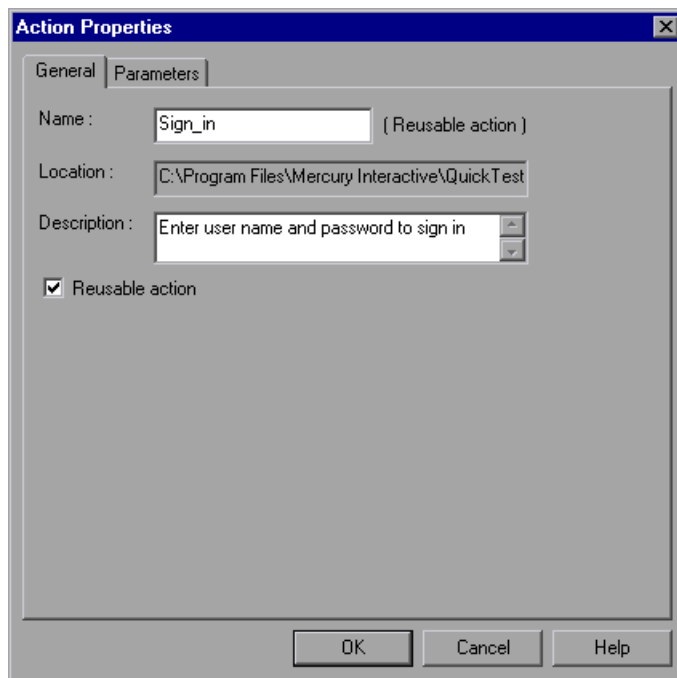 Action Properties
General Parameters
Name : Sign_in ( Reusable action )
Location : C:\Program Files\Mercury Interactive\QuickTest
Description : Enter user name and password to sign in
Reusable action
OK Cancel Help